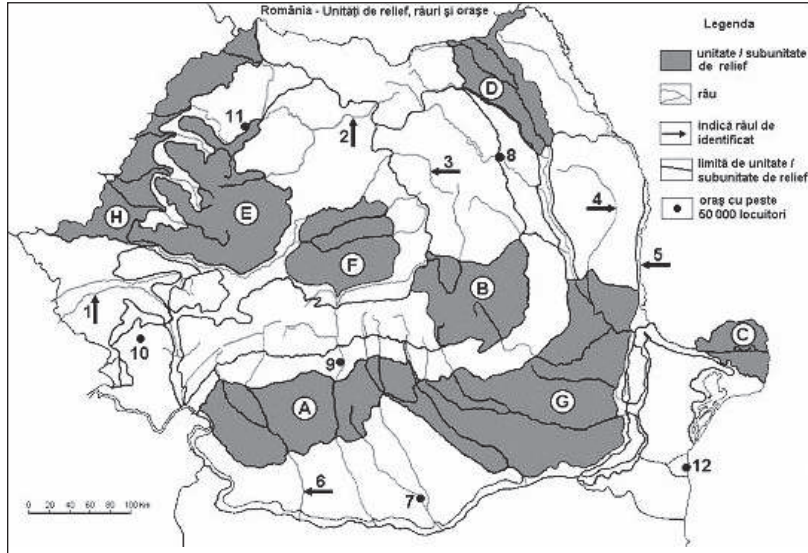 România - Unități de relief, râuri și orașe
Legenda
unitate / subunitate
de relief
râu
indică râul de
identificat
limită de unitate /
subunitate de relief
oraș cu peste
50 000 locuitori
D
11
2
3
8
4
H
E
F
B
5
1
10
C
9
A
G
6
7
12
0 20 40 60 80 100 Km